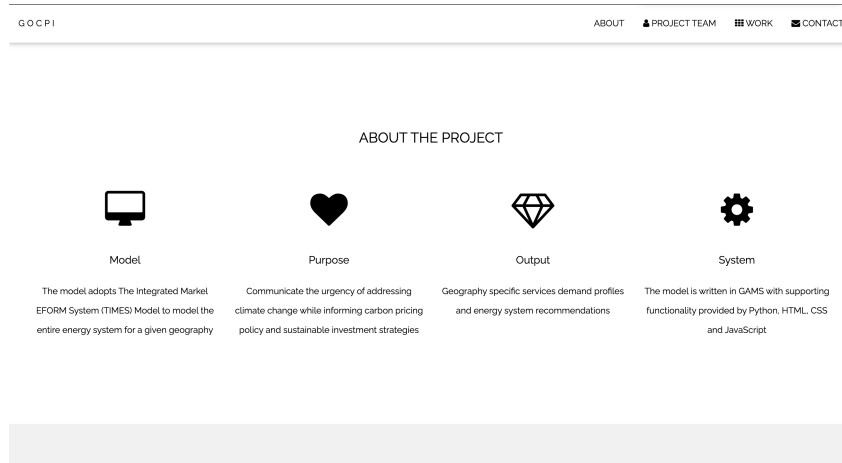 GOCPI
ABOUT PROJECT TEAM WORK CONTACT
ABOUT THE PROJECT
Model
The model adopts The Integrated Markel
EFORM System (TIMES) Model to model the
entire energy system for a given geography
Purpose
Communicate the urgency of addressing
climate change while informing carbon pricing
policy and sustainable investment strategies
Output
Geography specific services demand profiles
and energy system recommendations
System
The model is written in GAMS with supporting
functionality provided by Python, HTML, CSS
and JavaScript